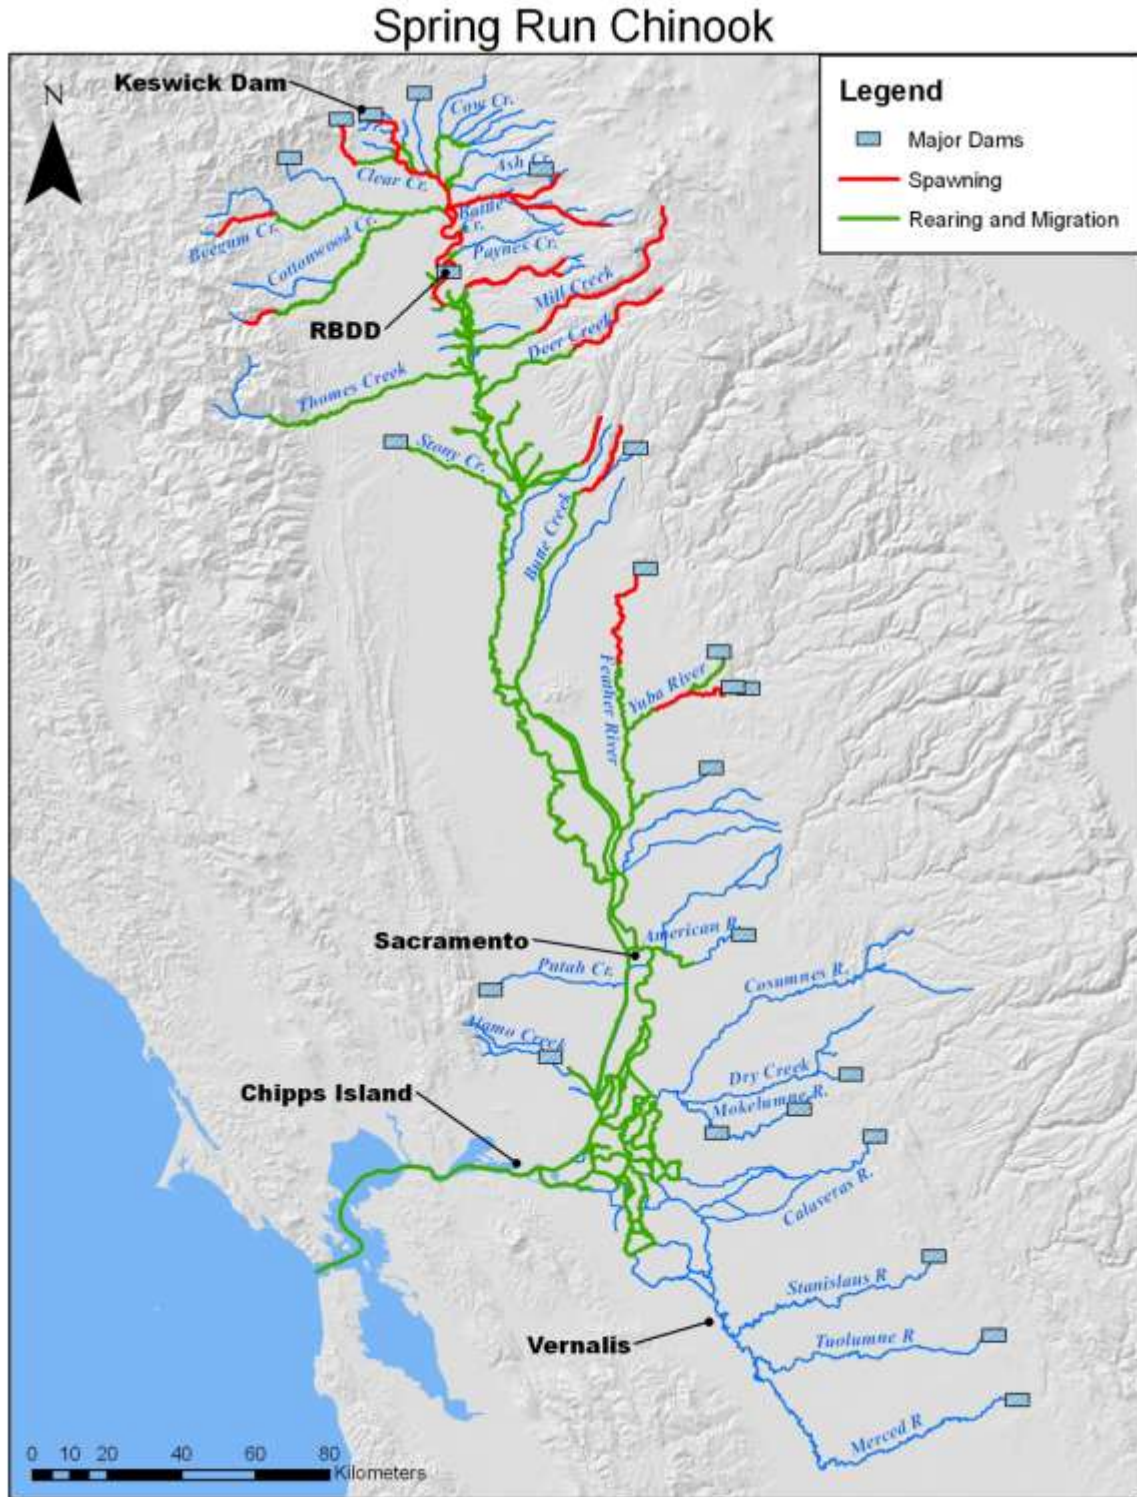 Spring Run Chinook
Keswick Dam
N
Legend
Major Dams
Spawning
Rearing and Migration
Cow Cr.
Ash Cr.
Clear Cr.
Battle
Cr.
Beegum Cr.
Cottonwood Cr.
Paynes Cr.
Mill Creek
RBDD
Deer Creek
Thomes Creek
Stony Cr.
Butte Creek
Feather River
Yuba River
American R.
Sacramento
Putah Cr.
Cosumnes R.
Alamo Creek
Dry Creek
Chipps Island
Mokelumne R.
Calaveras R.
Stanislaus R
Vernalis
Tuolumne R
Merced R
0 10 20 40 60 80
Kilometers